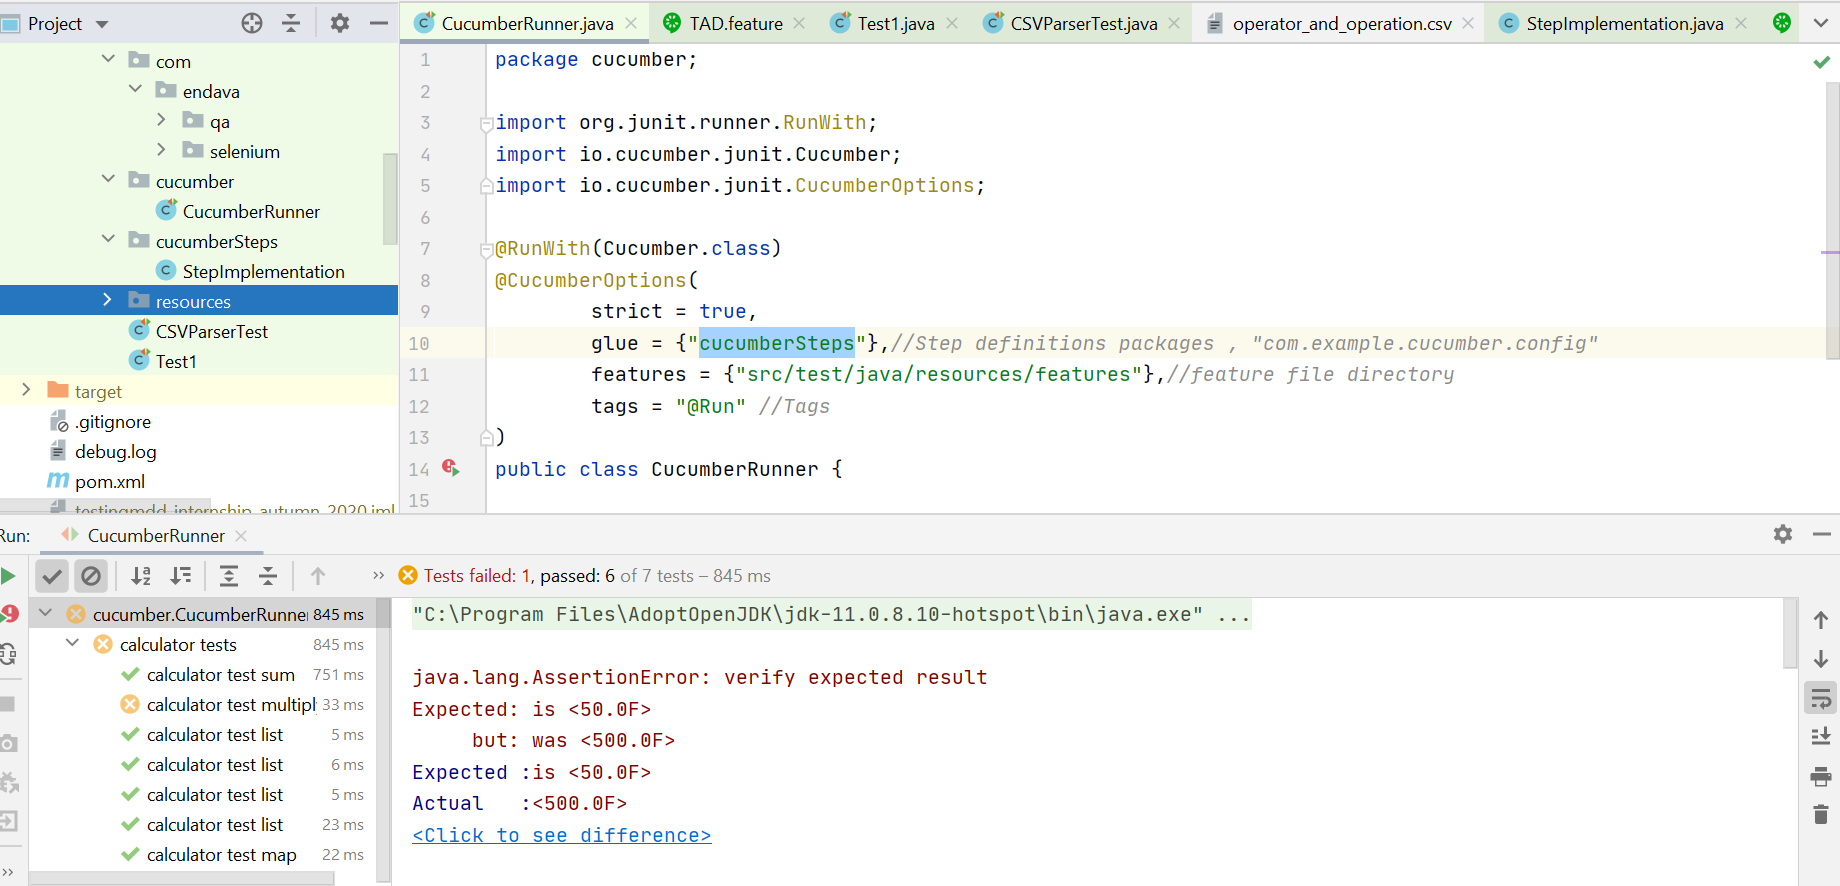 Project
CucumberRunner.java
TAD.feature
Test1.java
CSVParserTest.java
operator_and_operation.csv
StepImplementation.java
com
endava
qa
selenium
cucumber
CucumberRunner
cucumberSteps
StepImplementation
resources
CSVParserTest
Test1
target
.gitignore
debug.log
pom.xml
testingmdd_internship_autumn_2020.iml
1 package cucumber;
2
3 import org.junit.runner.RunWith;
4 import io.cucumber.junit.Cucumber;
5 import io.cucumber.junit.CucumberOptions;
6
7 @RunWith(Cucumber.class)
8 @CucumberOptions(
9 strict = true,
10 glue = {"cucumberSteps"},//Step definitions packages , "com.example.cucumber.config"
11 features = {"src/test/java/resources/features"},//feature file directory
12 tags = "@Run" //Tags
13 )
14 public class CucumberRunner {
15
Run: CucumberRunner
Tests failed: 1, passed: 6 of 7 tests – 845 ms
cucumber.CucumberRunner 845 ms
calculator tests 845 ms
calculator test sum 751 ms
calculator test multipl 33 ms
calculator test list 5 ms
calculator test list 6 ms
calculator test list 5 ms
calculator test list 23 ms
calculator test map 22 ms
"C:\Program Files\AdoptOpenJDK\jdk-11.0.8.10-hotspot\bin\java.exe" ...
java.lang.AssertionError: verify expected result
Expected: is <50.0F>
but: was <500.0F>
Expected :is <50.0F>
Actual :<500.0F>
<Click to see difference>